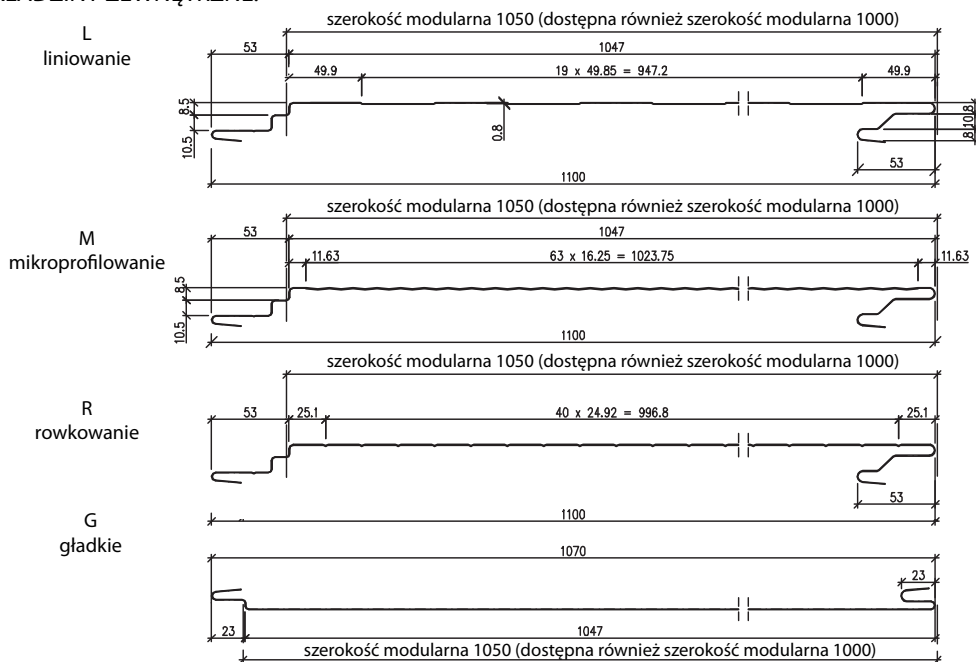 szerokość modularna 1050 (dostępna również szerokość modularna 1000)
L
liniowanie
53
1047
49.9
19 x 49.85 = 947.2
49.9
8.5
10.5
0.8
10.8
8
53
1100
szerokość modularna 1050 (dostępna również szerokość modularna 1000)
M
mikroprofilowanie
53
1047
11.63
63 x 16.25 = 1023.75
11.63
8.5
10.5
1100
szerokość modularna 1050 (dostępna również szerokość modularna 1000)
R
rowkowanie
53
25.1
40 x 24.92 = 996.8
25.1
53
1100
G
gładkie
1070
23
23
1047
szerokość modularna 1050 (dostępna również szerokość modularna 1000)